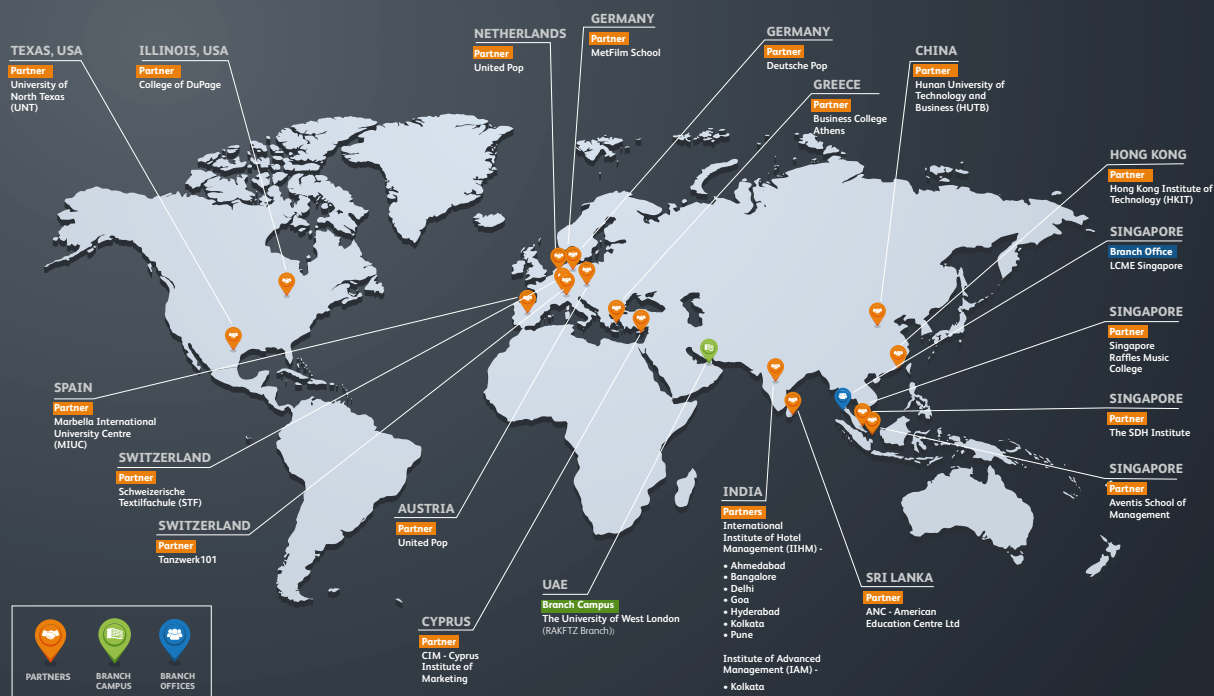 TEXAS, USA
Partner
University of
North Texas
(UNT)
ILLINOIS, USA
Partner
College of DuPage
NETHERLANDS
Partner
United Pop
GERMANY
Partner
MetFilm School
GERMANY
Partner
Deutsche Pop
GREECE
Partner
Business College
Athens
CHINA
Partner
Hunan University of
Technology and
Business (HUTB)
HONG KONG
Partner
Hong Kong Institute of
Technology (HKIT)
SINGAPORE
Branch Office
LCME Singapore
SINGAPORE
Partner
Singapore
Raffles Music
College
SINGAPORE
Partner
The SDH Institute
SINGAPORE
Partner
Aventis School of
Management
SPAIN
Partner
Marbella International
University Centre
(MIUC)
SWITZERLAND
Partner
Schweizerische
Textilfachule (STF)
SWITZERLAND
Partner
Tanzwerk101
AUSTRIA
Partner
United Pop
CYPRUS
Partner
CIM - Cyprus
Institute of
Marketing
UAE
Branch Campus
The University of West London
(RAKFTZ Branch))
INDIA
Partners
International
Institute of Hotel
Management (IIHM) -
• Ahmedabad
• Bangalore
• Delhi
• Goa
• Hyderabad
• Kolkata
• Pune
Institute of Advanced
Management (IAM) -
• Kolkata
SRI LANKA
Partner
ANC - American
Education Centre Ltd
PARTNERS
BRANCH
CAMPUS
BRANCH
OFFICES